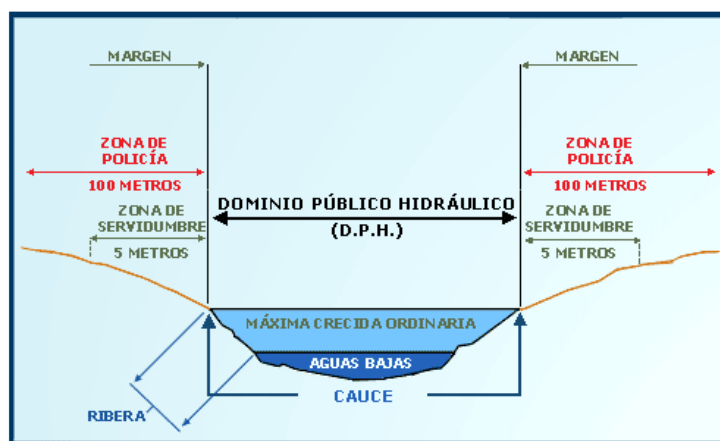 MARGEN
MARGEN
ZONA DE
POLICÍA
100 METROS
ZONA DE
POLICÍA
100 METROS
DOMINIO PÚBLICO HIDRÁULICO
(D.P.H.)
ZONA DE
SERVIDUMBRE
5 METROS
ZONA DE
SERVIDUMBRE
5 METROS
MÁXIMA CRECIDA ORDINARIA
AGUAS BAJAS
CAUCE
RIBERA